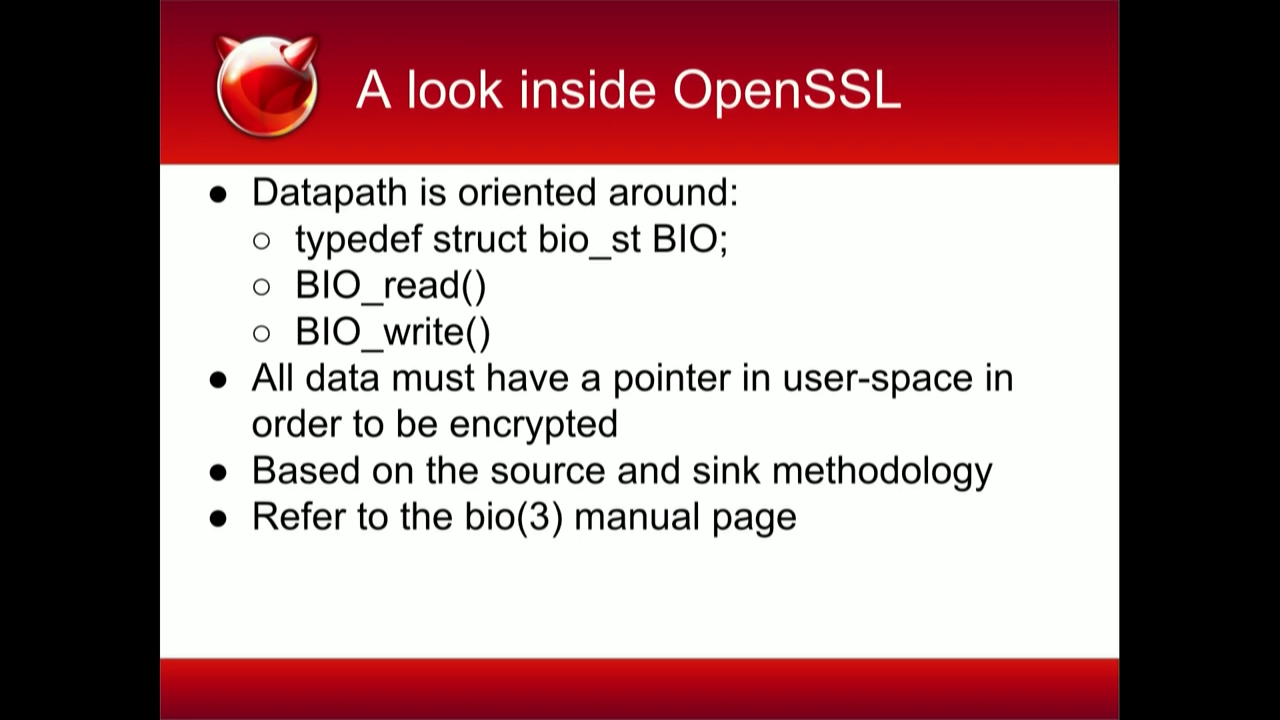 A look inside OpenSSL
● Datapath is oriented around:
○ typedef struct bio_st BIO;
○ BIO_read()
○ BIO_write()
● All data must have a pointer in user-space in
order to be encrypted
● Based on the source and sink methodology
● Refer to the bio(3) manual page